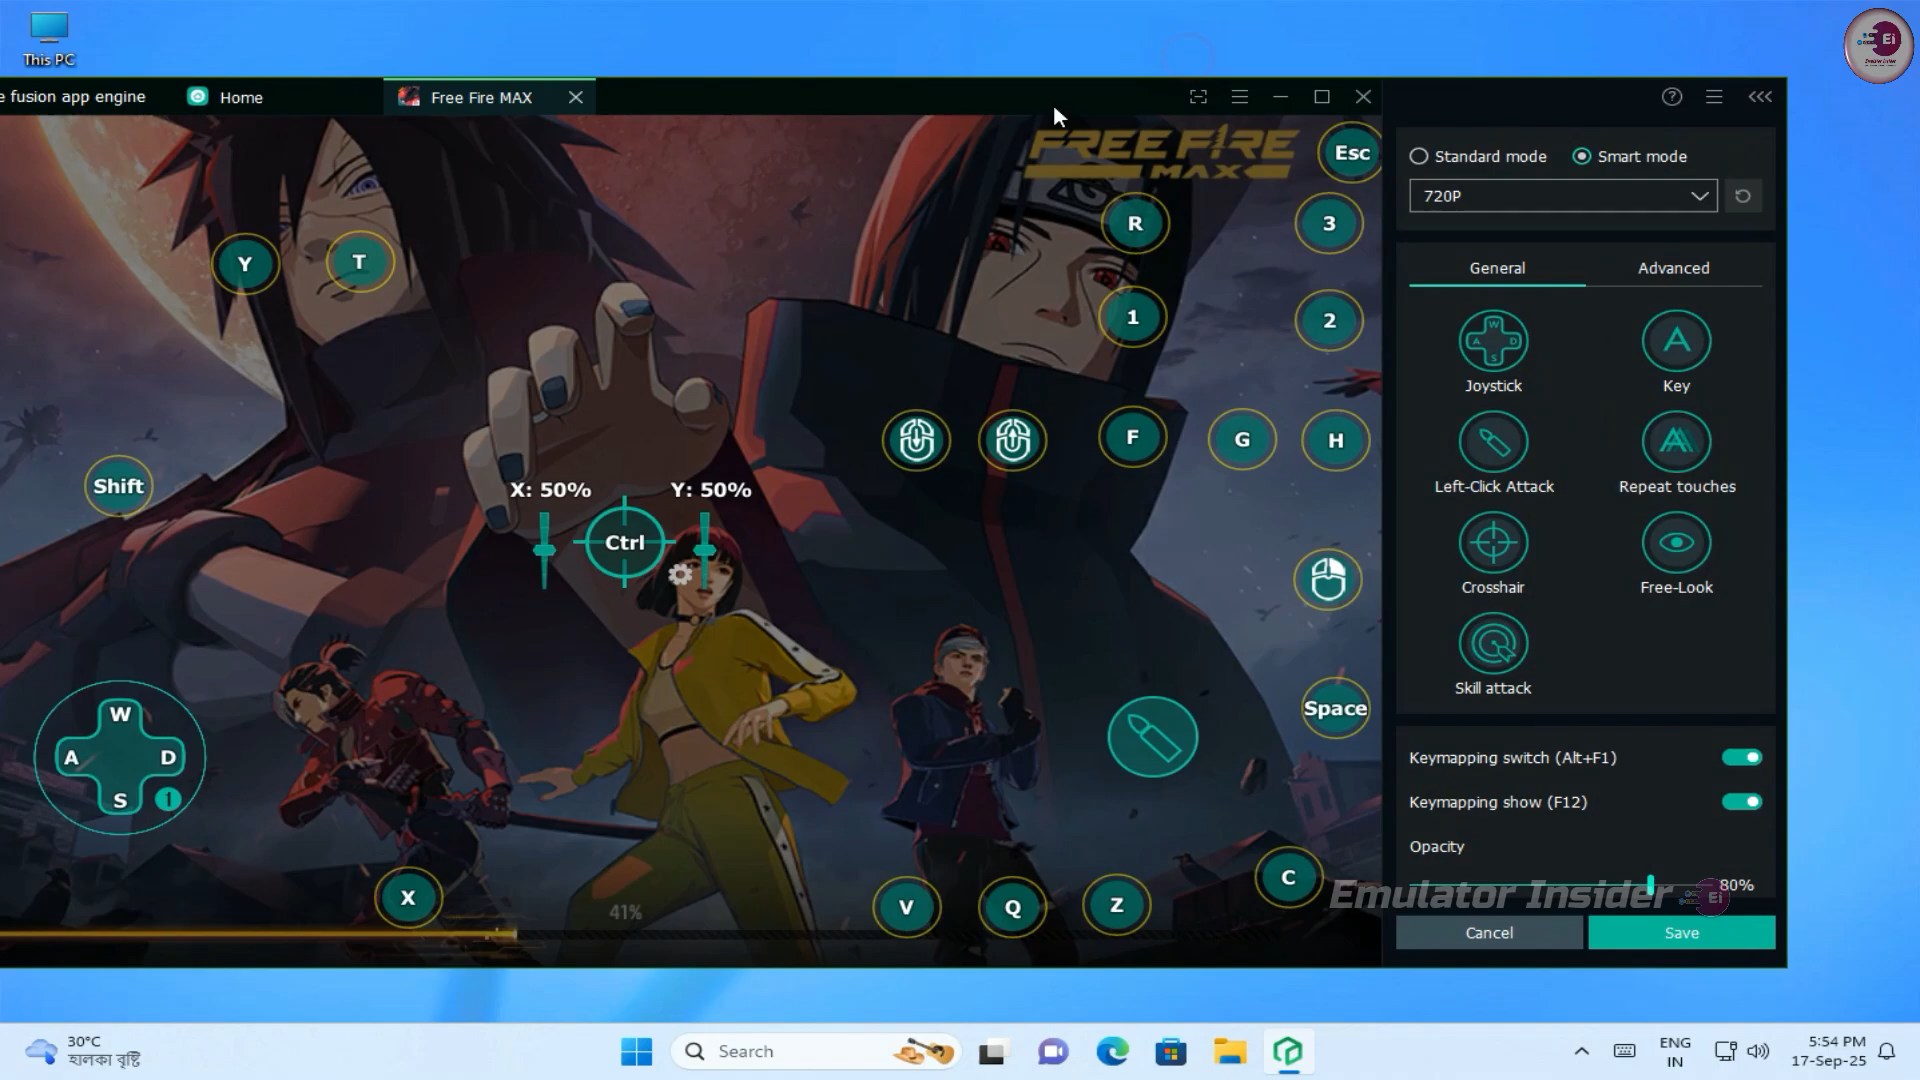 This PC
Ei
e fusion app engine
Home
Free Fire MAX
FREE FIRE
MAX
Esc
R
3
Y
T
1
2
F
G
H
Shift
X: 50%
Y: 50%
Ctrl
W
A
D
S
1
Space
X
41%
V
Q
Z
C
Standard mode
Smart mode
720P
General
Advanced
W
A
D
S
Joystick
A
Key
Left-Click Attack
Repeat touches
Crosshair
Free-Look
Skill attack
Keymapping switch (Alt+F1)
Keymapping show (F12)
Opacity
80%
Emulator Insider
Ei
Cancel
Save
30°C
হালকা বৃষ্টি
Search
ENG
IN
5:54 PM
17-Sep-25